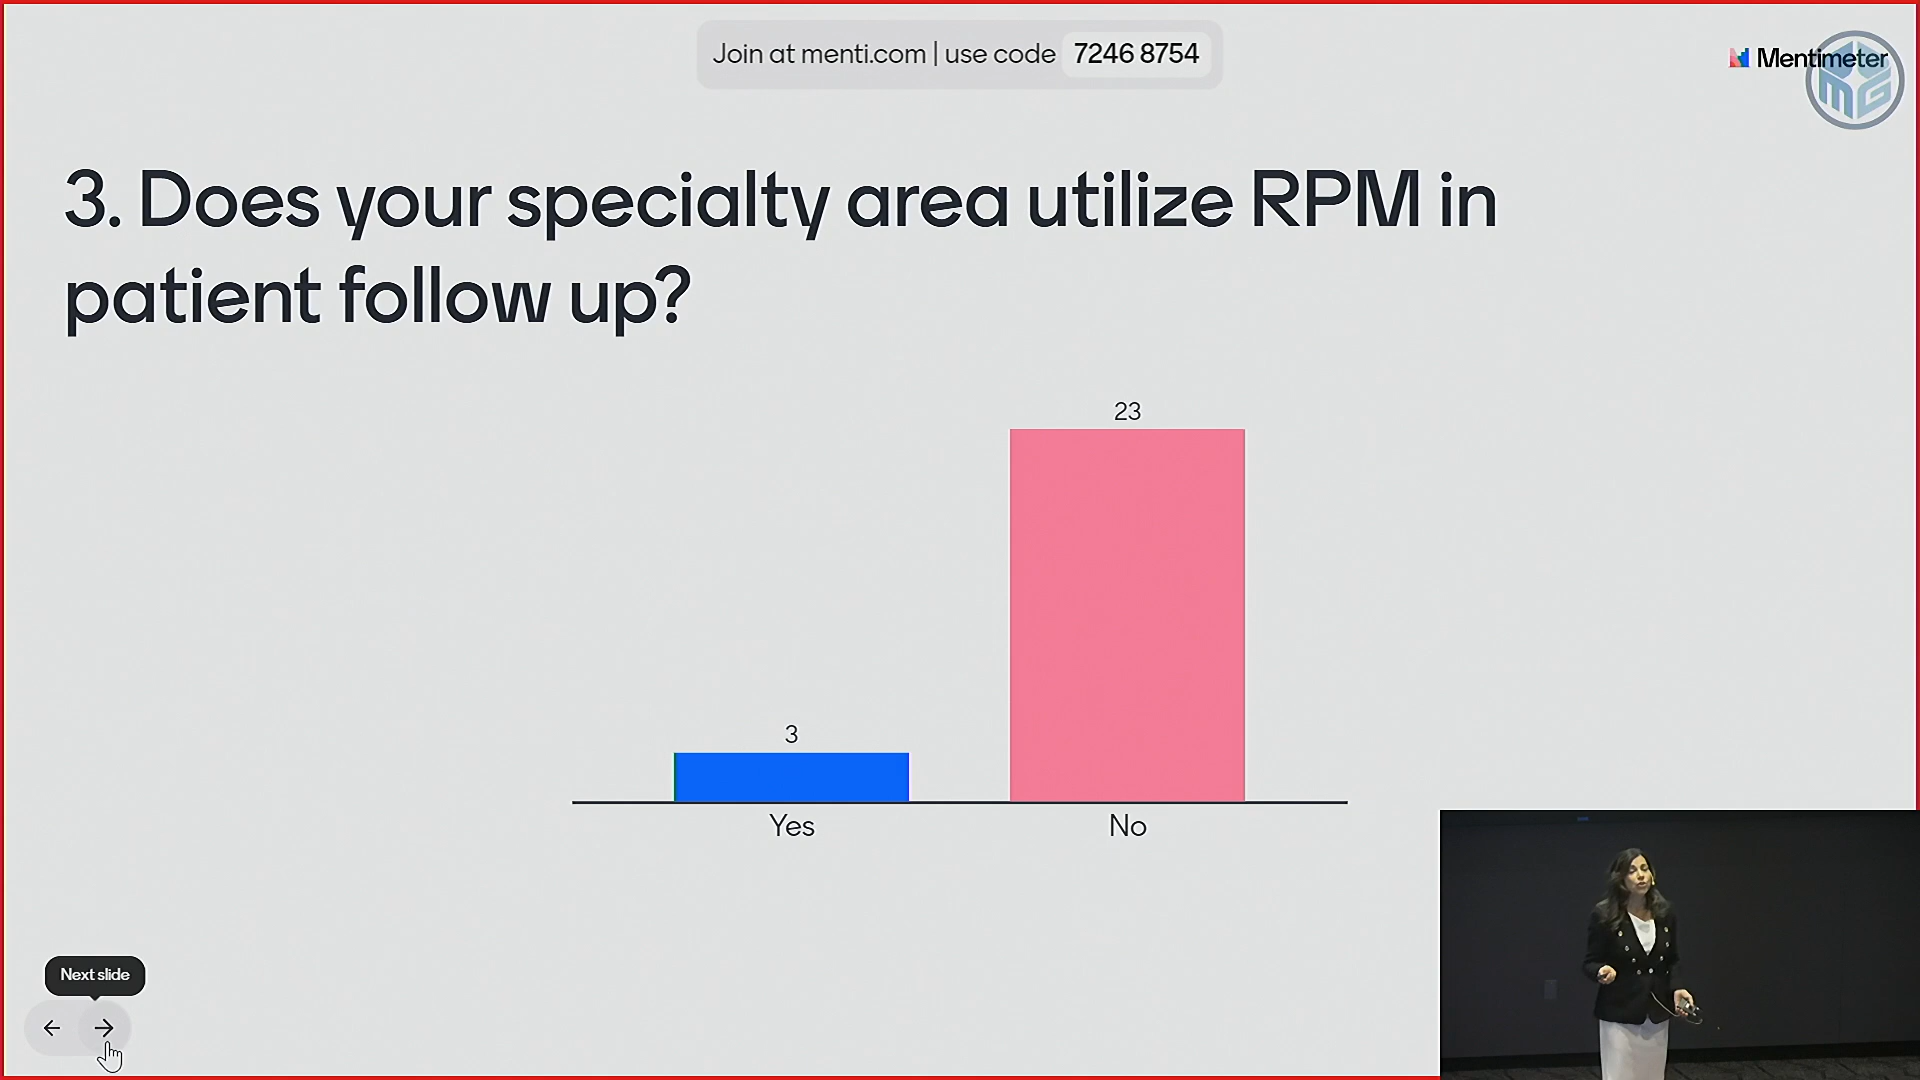 Join at menti.com | use code 7246 8754
Mentimeter
MG
3. Does your specialty area utilize RPM in
patient follow up?
23
3
Yes
No
Next slide